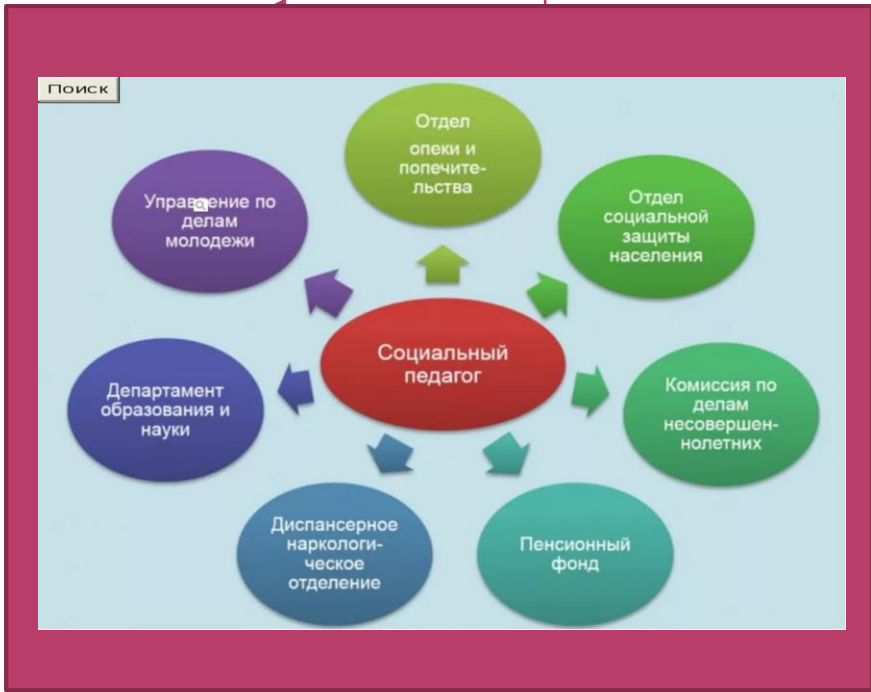 Поиск
Отдел
опеки и
попечите-
льства
Отдел
социальной
защиты
населения
Комиссия по
делам
несовершен-
нолетних
Пенсионный
фонд
Диспансерное
наркологи-
ческое
отделение
Департамент
образования и
науки
Управление по
делам
молодежи
Социальный
педагог